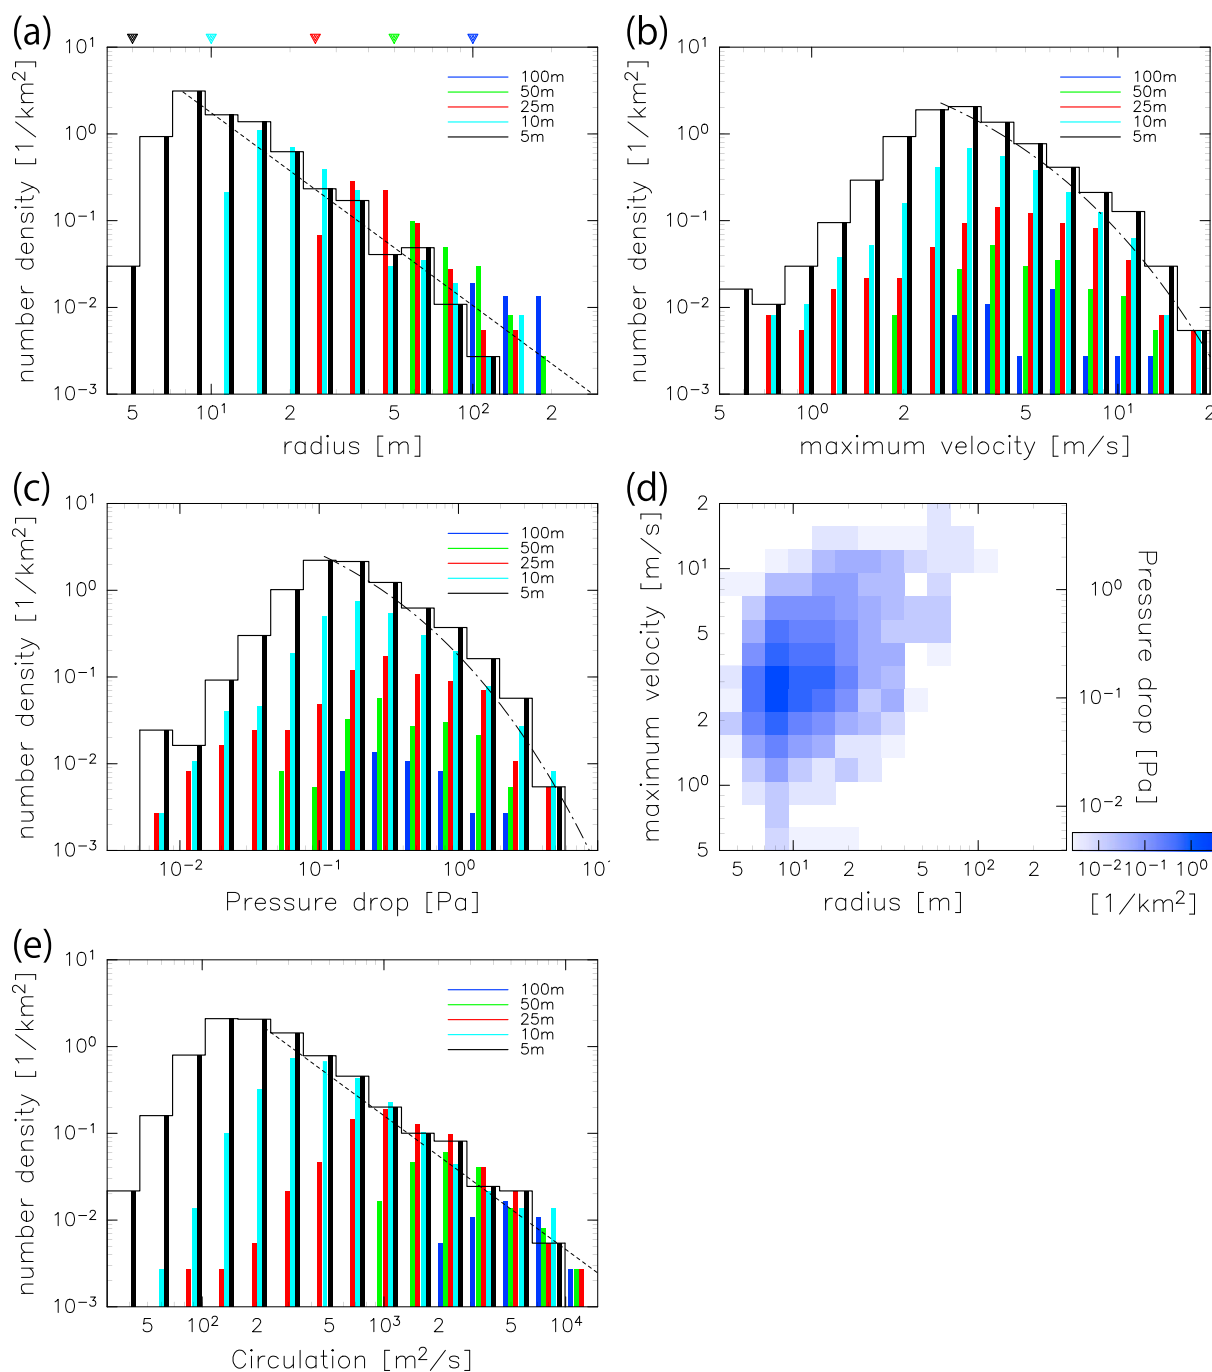 (a)
number density [1/km²]
10¹
10⁰
10⁻¹
10⁻²
10⁻³
100m
50m
25m
10m
5m
5 10¹ 2 5 10² 2
radius [m]
(b)
number density [1/km²]
10¹
10⁰
10⁻¹
10⁻²
10⁻³
100m
50m
25m
10m
5m
5 10⁰ 2 5 10¹ 20
maximum velocity [m/s]
(c)
number density [1/km²]
10¹
10⁰
10⁻¹
10⁻²
10⁻³
100m
50m
25m
10m
5m
10⁻² 10⁻¹ 10⁰ 10
Pressure drop [Pa]
(d)
maximum velocity [m/s]
2
10¹
5
2
10⁰
5
5 10¹ 2 5 10² 2
radius [m]
Pressure drop [Pa]
10⁰
10⁻¹
10⁻²
10⁻² 10⁻¹ 10⁰
[1/km²]
(e)
number density [1/km²]
10¹
10⁰
10⁻¹
10⁻²
10⁻³
100m
50m
25m
10m
5m
5 10² 2 5 10³ 2 5 10⁴
Circulation [m²/s]